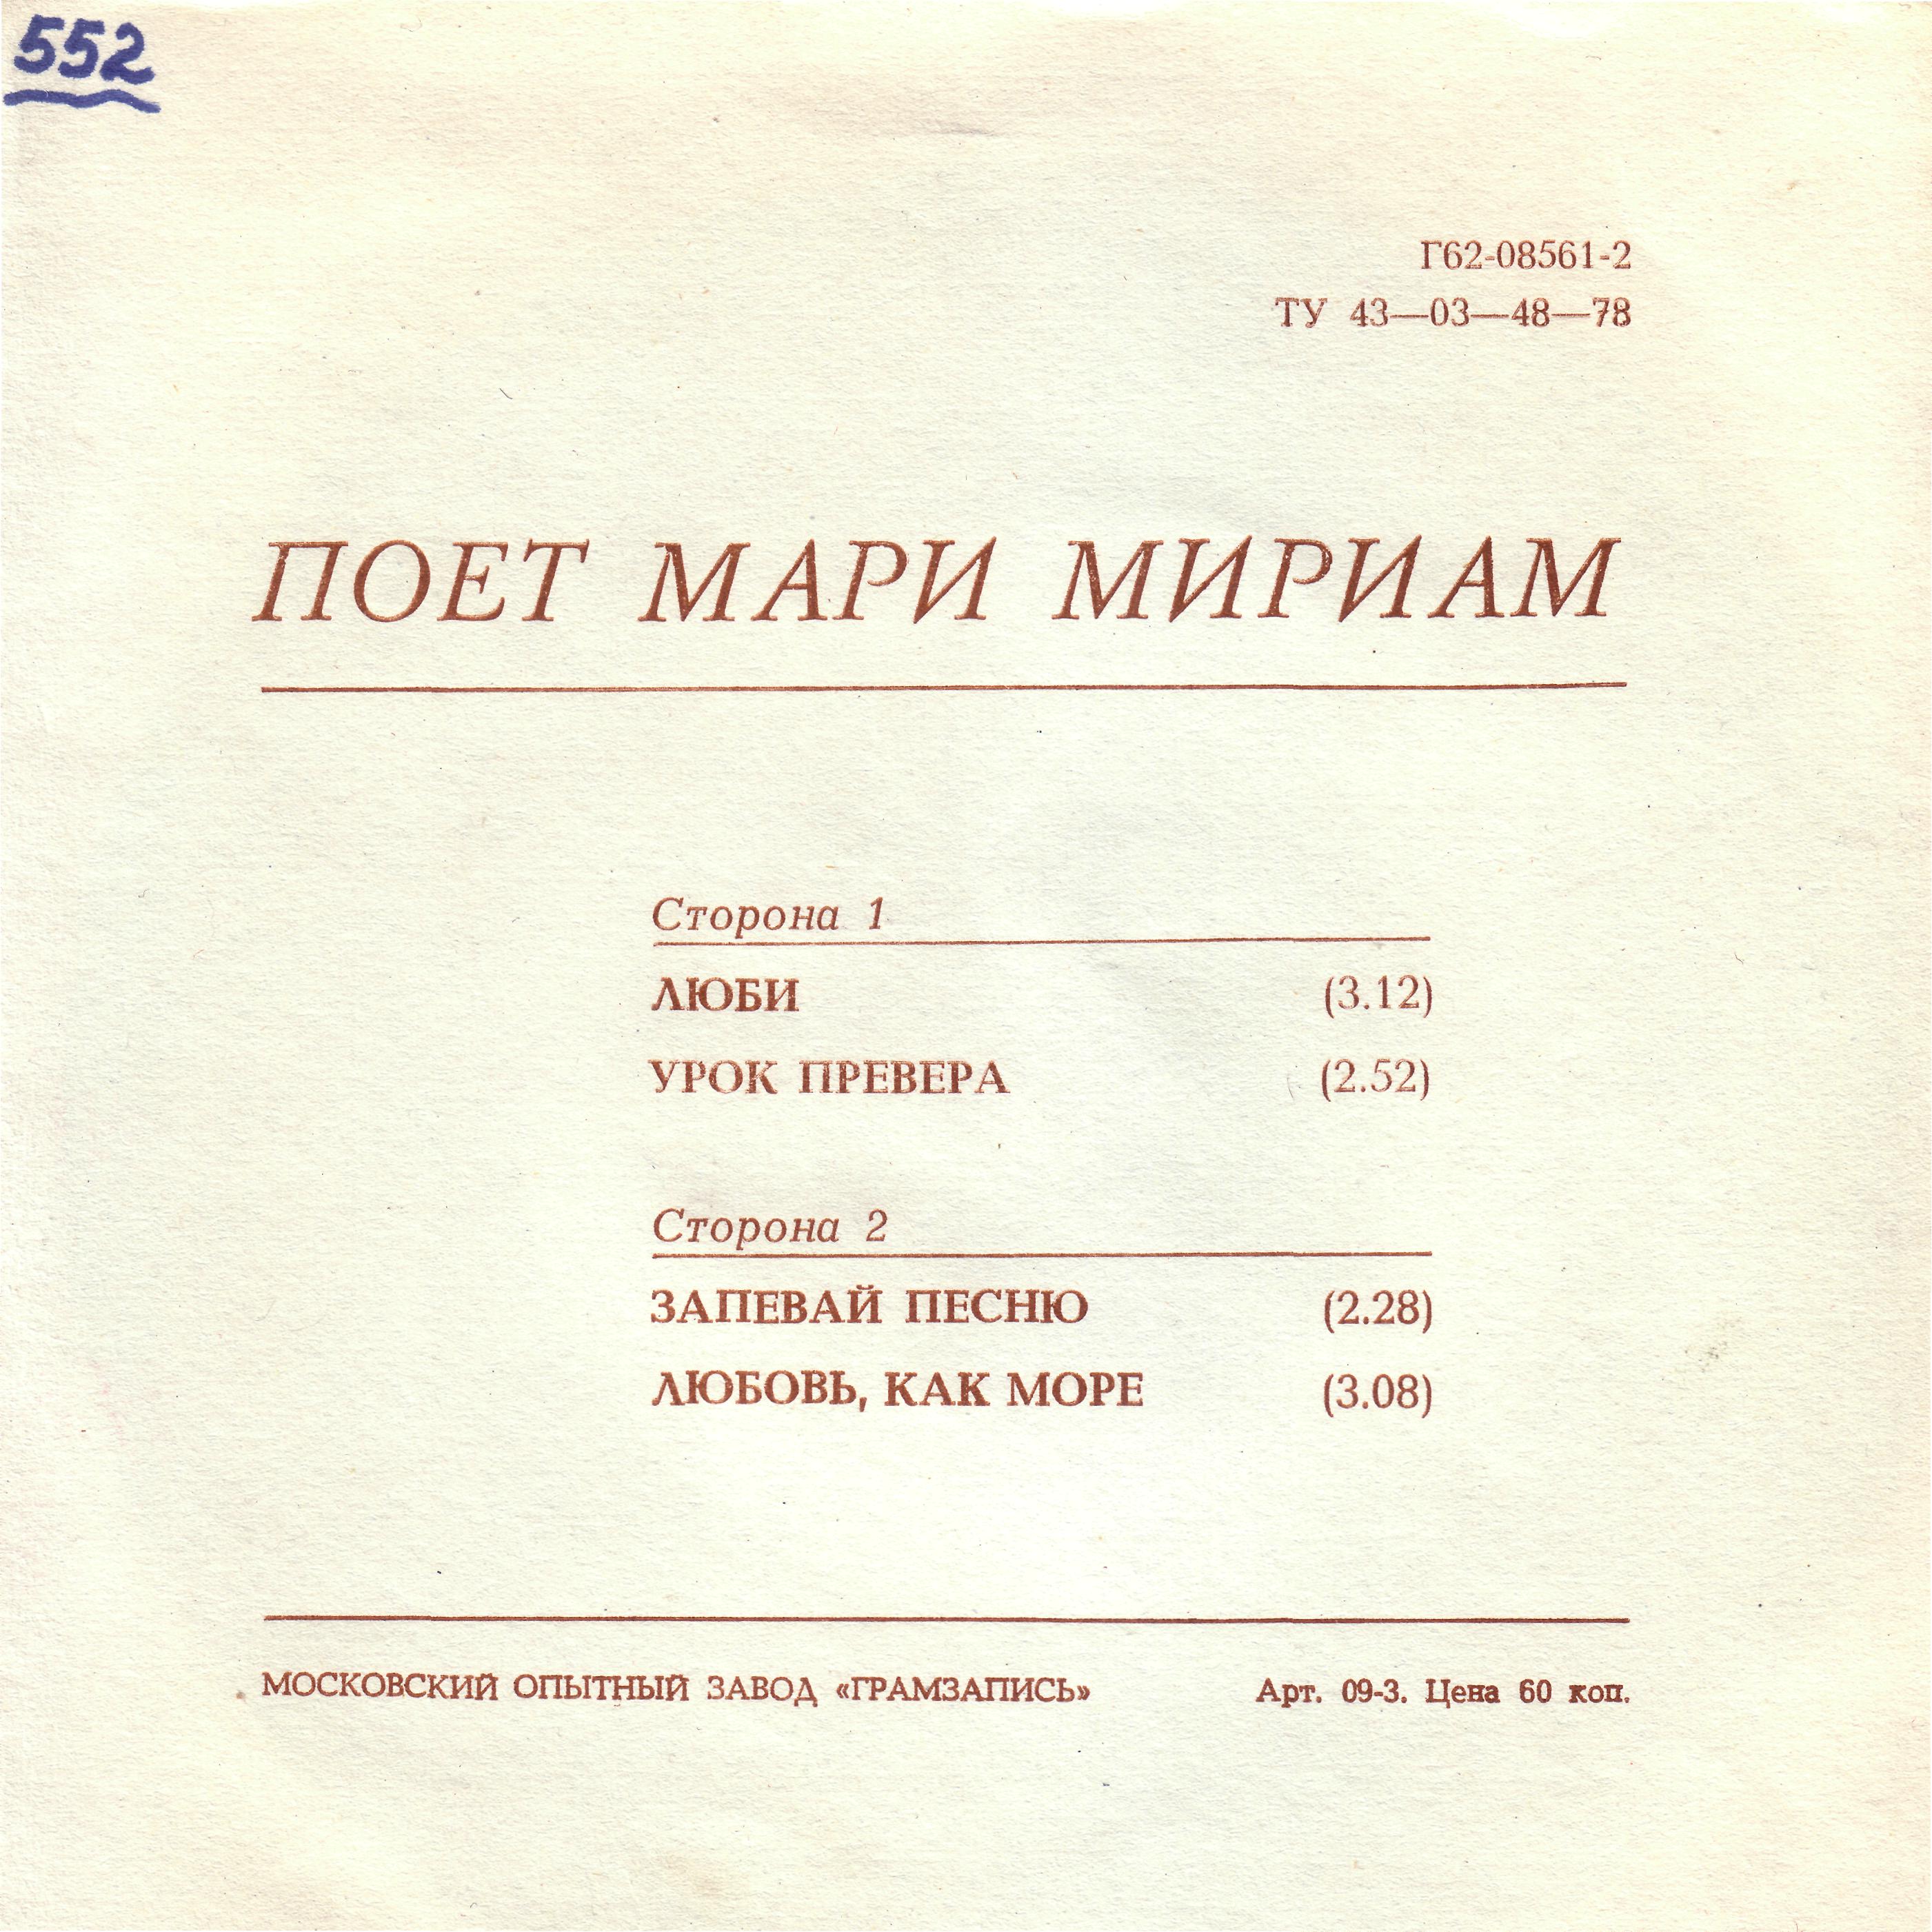 552
Г62-08561-2
ТУ 43—03—48—78
ПОЕТ МАРИ МИРИАМ
Сторона 1
ЛЮБИ (3.12)
УРОК ПРЕВЕРА (2.52)
Сторона 2
ЗАПЕВАЙ ПЕСНЮ (2.28)
ЛЮБОВЬ, КАК МОРЕ (3.08)
МОСКОВСКИЙ ОПЫТНЫЙ ЗАВОД «ГРАМЗАПИСЬ» Арт. 09-3. Цена 60 коп.